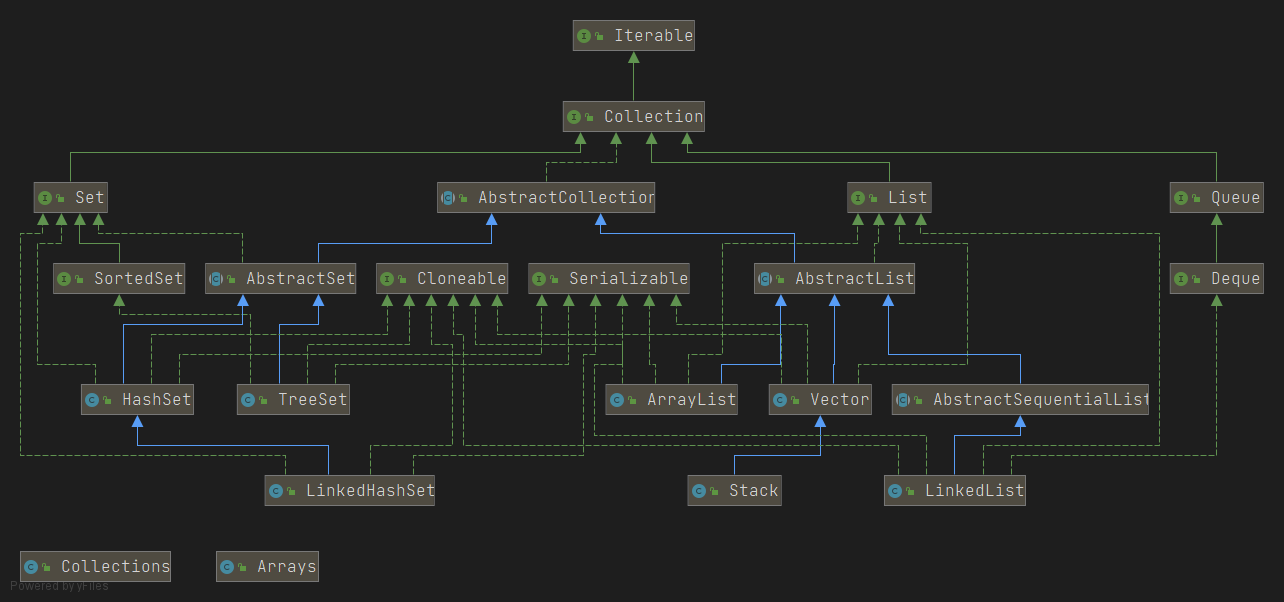 Iterable
Collection
Set
AbstractCollection
List
Queue
SortedSet
AbstractSet
Cloneable
Serializable
AbstractList
Deque
HashSet
TreeSet
ArrayList
Vector
AbstractSequentialList
LinkedHashSet
Stack
LinkedList
Collections
Arrays
Powered by yFiles